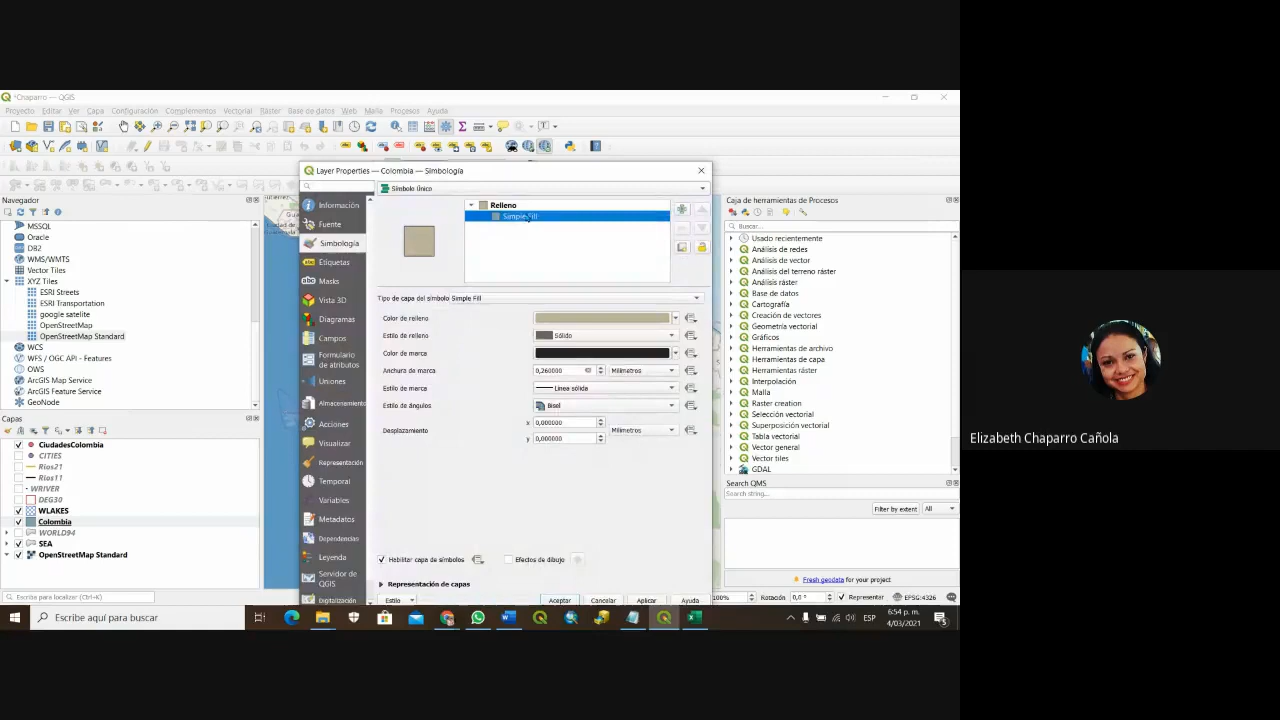 *Chaparro — QGIS
Proyecto Editar Ver Capa Configuración Complementos Vectorial Ráster Base de datos Web Malla Procesos Ayuda
Navegador
MSSQL
Oracle
DB2
WMS/WMTS
Vector Tiles
XYZ Tiles
ESRI Streets
ESRI Transportation
google satelite
OpenStreetMap
OpenStreetMap Standard
WCS
WFS / OGC API - Features
OWS
ArcGIS Map Service
ArcGIS Feature Service
GeoNode
Capas
CiudadesColombia
CITIES
Rios21
Rios11
WRIVER
DEG30
WLAKES
Colombia
WORLD94
SEA
OpenStreetMap Standard
Escriba para localizar (Ctrl+K)
Layer Properties — Colombia — Simbología
Información
Fuente
Simbología
Etiquetas
Masks
Vista 3D
Diagramas
Campos
Formulario de atributos
Uniones
Almacenamiento
Acciones
Visualizar
Representación
Temporal
Variables
Metadatos
Dependencias
Leyenda
Servidor de QGIS
Digitalización
Símbolo Único
Relleno
Simple Fill
Tipo de capa del símbolo Simple Fill
Color de relleno
Estilo de relleno Sólido
Color de marca
Anchura de marca 0,260000 Milímetros
Estilo de marca Línea sólida
Estilo de ángulos Bisel
Desplazamiento x 0,000000 Milímetros
y 0,000000
Habilitar capa de símbolos Efectos de dibujo
Representación de capas
Estilo Aceptar Cancelar Aplicar Ayuda
Caja de herramientas de Procesos
Buscar...
Usado recientemente
Análisis de redes
Análisis de vector
Análisis del terreno ráster
Análisis ráster
Base de datos
Cartografía
Creación de vectores
Geometría vectorial
Gráficos
Herramientas de archivo
Herramientas de capa
Herramientas ráster
Interpolación
Malla
Raster creation
Selección vectorial
Superposición vectorial
Tabla vectorial
Vector general
Vector tiles
GDAL
Search QMS
Search string...
Filter by extent All
Fresh geodata for your project
100% Rotación 0,0 ° Representar EPSG:4326
Escribe aquí para buscar
ESP
6:54 p. m.
4/03/2021
5
Elizabeth Chaparro Cañola